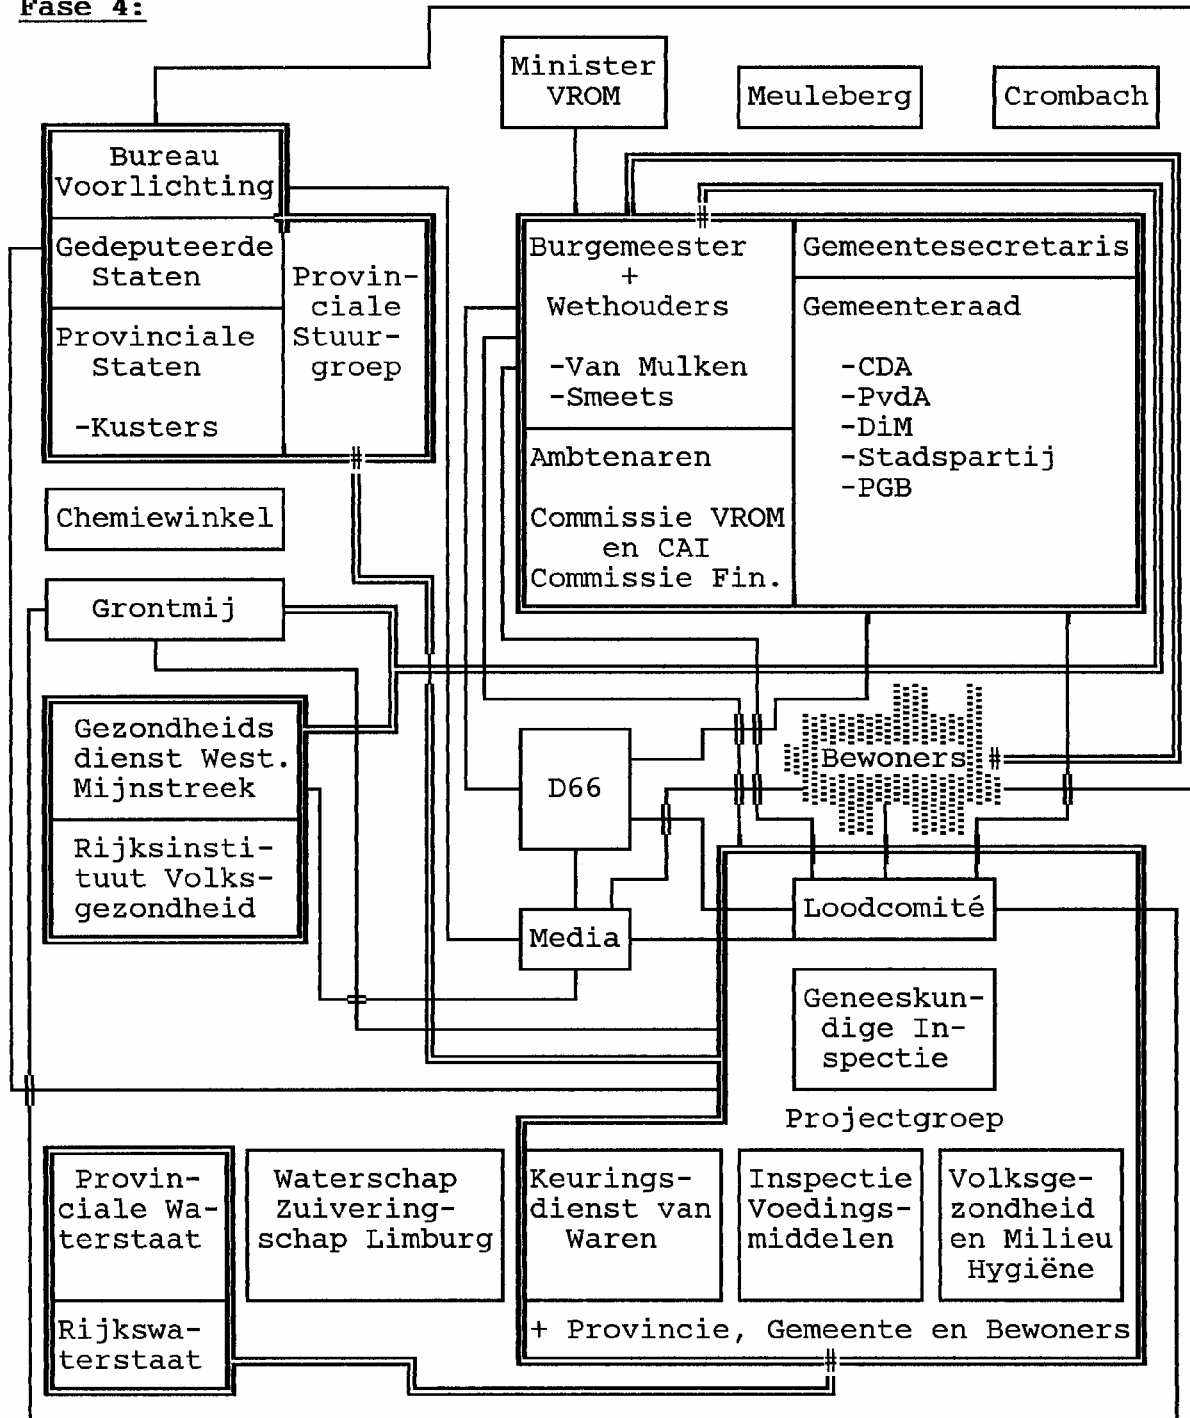 Fase 4:
Minister
VROM
Meuleberg
Crombach
Bureau
Voorlichting
Gedeputeerde
Staten
Provinciale
Staten
-Kusters
Provin-
ciale
Stuur-
groep
Burgemeester
+
Wethouders
-Van Mulken
-Smeets
Ambtenaren
Commissie VROM
en CAI
Commissie Fin.
Gemeentesecretaris
Gemeenteraad
-CDA
-PvdA
-DiM
-Stadspartij
-PGB
Chemiewinkel
Grontmij
Gezondheids
dienst West.
Mijnstreek
Rijksinsti-
tuut Volks-
gezondheid
D66
Bewoners
Media
Loodcomité
Geneeskun-
dige In-
spectie
Projectgroep
Provin-
ciale Wa-
terstaat
Rijkswa-
terstaat
Waterschap
Zuivering-
schap Limburg
Keurings-
dienst van
Waren
Inspectie
Voedings-
middelen
Volksge-
zondheid
en Milieu
Hygiëne
+ Provincie, Gemeente en Bewoners